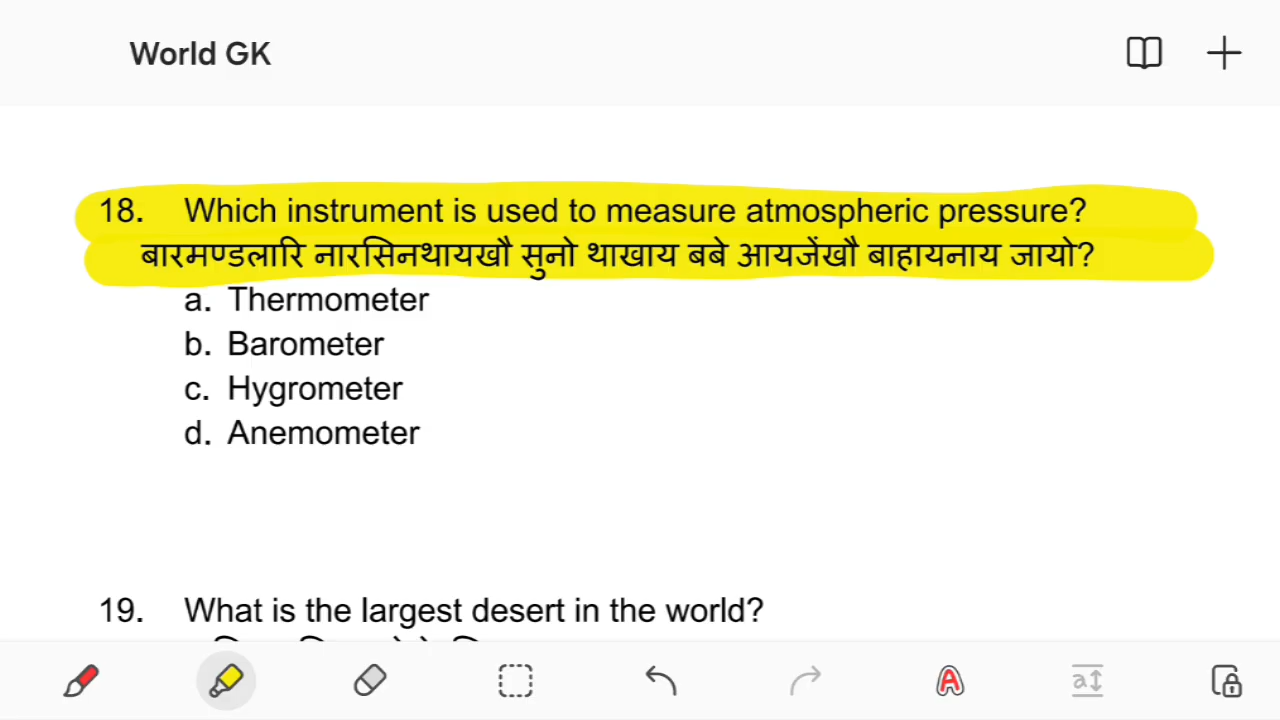 World GK
18. Which instrument is used to measure atmospheric pressure?
बारमण्डलारि नारसिनथायखौ सुनो थाखाय बबे आयजेंखौ बाहायनाय जायो?
a. Thermometer
b. Barometer
c. Hygrometer
d. Anemometer
19. What is the largest desert in the world?